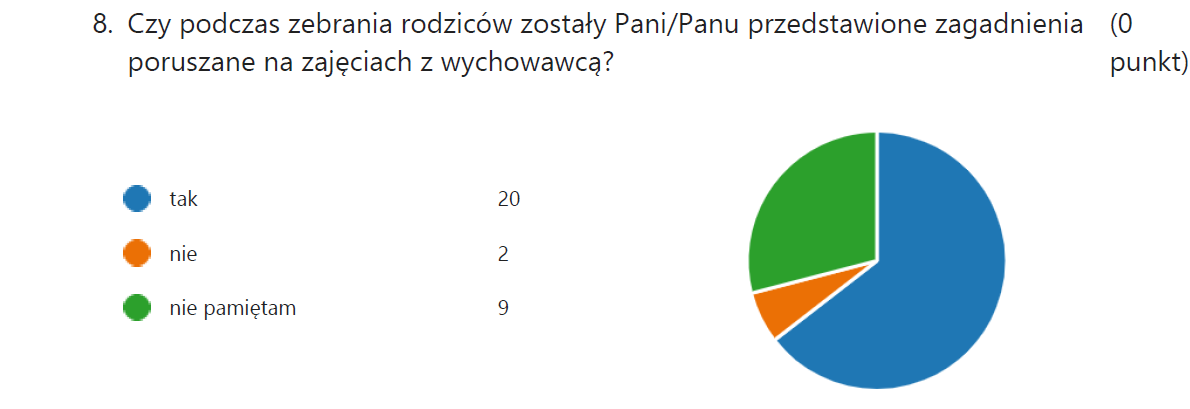 8. Czy podczas zebrania rodziców zostały Pani/Panu przedstawione zagadnienia (0
poruszane na zajęciach z wychowawcą? punkt)
tak 20
nie 2
nie pamiętam 9